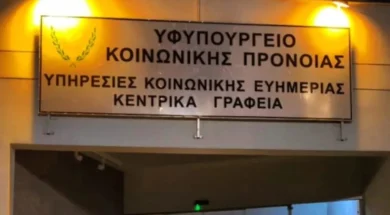 ΥΦΥΠΟΥΡΓΕΙΟ
ΚΟΙΝΩΝΙΚΗΣ ΠΡΟΝΟΙΑΣ
ΥΠΗΡΕΣΙΕΣ ΚΟΙΝΩΝΙΚΗΣ ΕΥΗΜΕΡΙΑΣ
ΚΕΝΤΡΙΚΑ ΓΡΑΦΕΙΑ